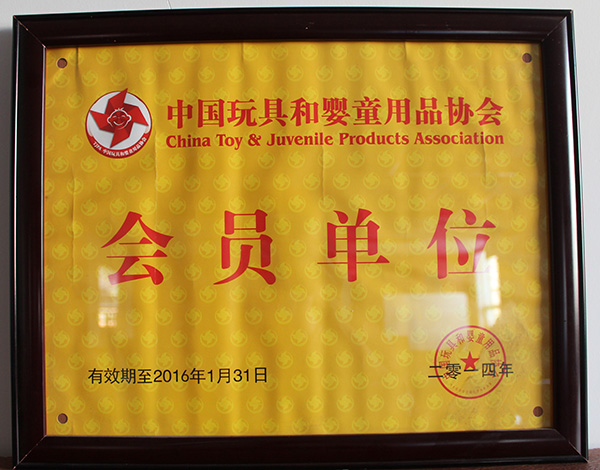 中国玩具和婴童用品协会
China Toy & Juvenile Products Association
会员单位
有效期至2016年1月31日
二零一四年